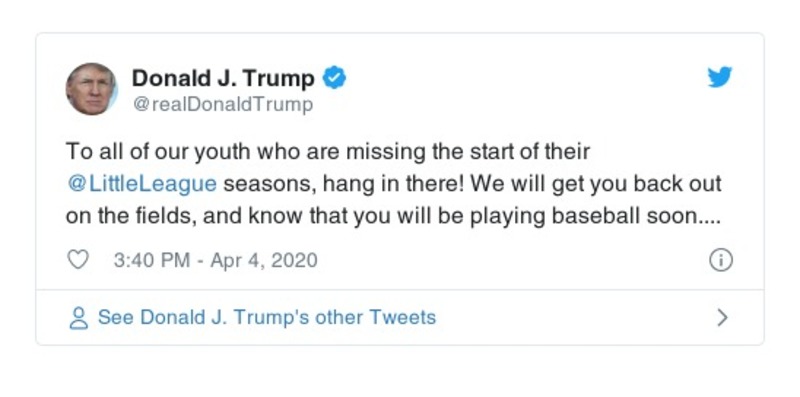 Donald J. Trump
@realDonaldTrump
To all of our youth who are missing the start of their
@LittleLeague seasons, hang in there! We will get you back out
on the fields, and know that you will be playing baseball soon....
3:40 PM - Apr 4, 2020
See Donald J. Trump's other Tweets